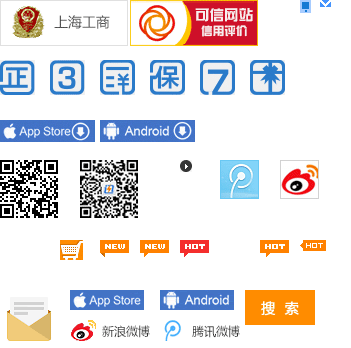 上海工商
可信网站
信用评价
正 3 保 7
App Store Android
NEW NEW HOT HOT HOT
App Store Android
搜 索
新浪微博 腾讯微博